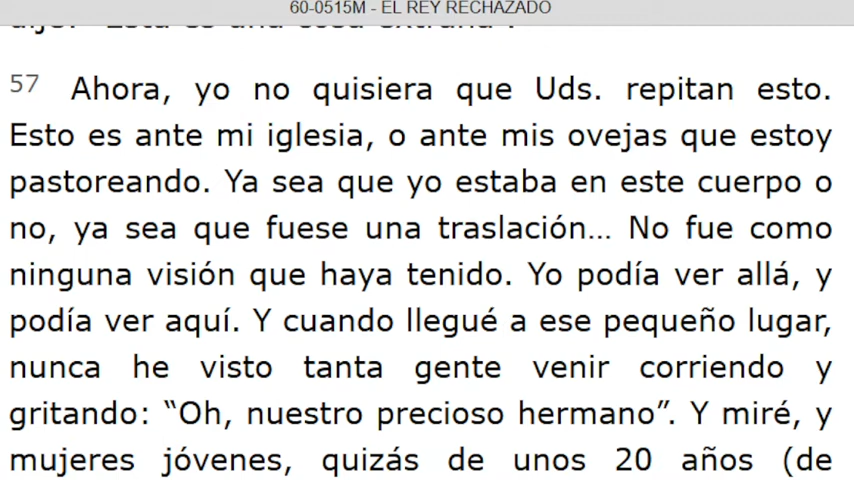 60-0515M - EL REY RECHAZADO
57 Ahora, yo no quisiera que Uds. repitan esto.
Esto es ante mi iglesia, o ante mis ovejas que estoy
pastoreando. Ya sea que yo estaba en este cuerpo o
no, ya sea que fuese una traslación... No fue como
ninguna visión que haya tenido. Yo podía ver allá, y
podía ver aquí. Y cuando llegué a ese pequeño lugar,
nunca he visto tanta gente venir corriendo y
gritando: “Oh, nuestro precioso hermano”. Y miré, y
mujeres jóvenes, quizás de unos 20 años (de